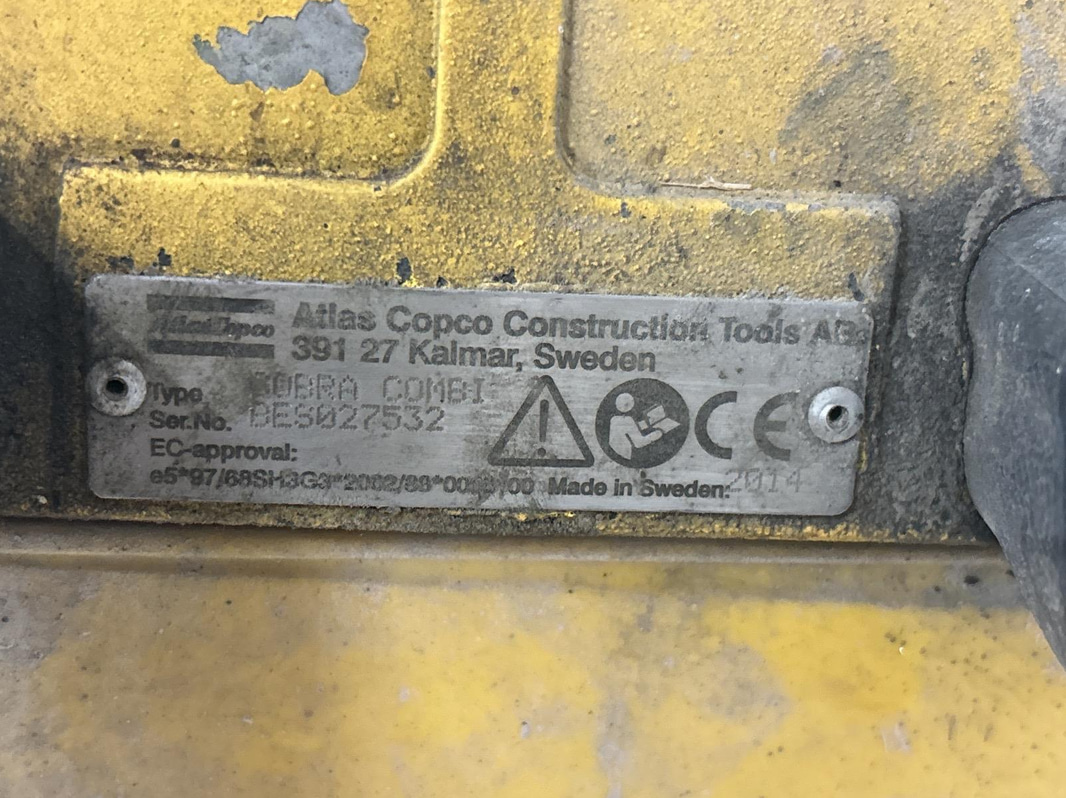 Atlas Copco Atlas Copco Construction Tools AB
391 27 Kalmar, Sweden
Type COBRA COMBI
Ser.No. BES027532
EC-approval:
Made in Sweden: 2014
CE